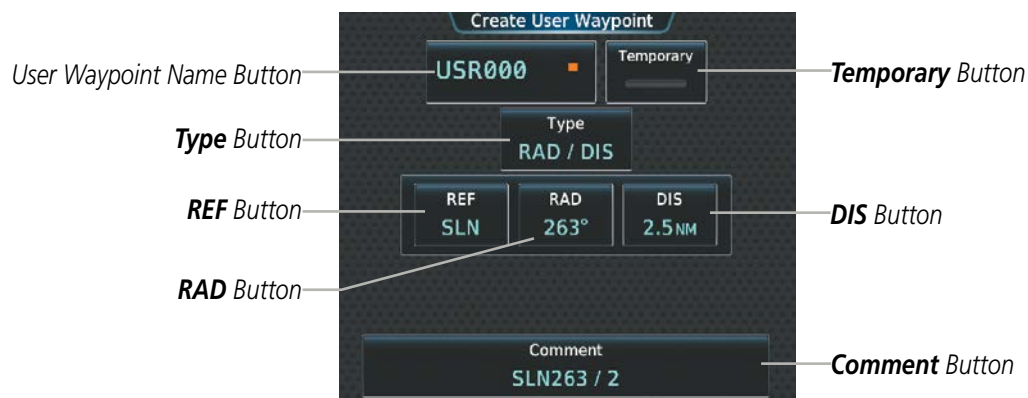 Create User Waypoint
User Waypoint Name Button
USR000
Temporary
Temporary Button
Type Button
Type
RAD / DIS
REF Button
REF
SLN
RAD
263°
DIS
2.5NM
DIS Button
RAD Button
Comment
SLN263 / 2
Comment Button